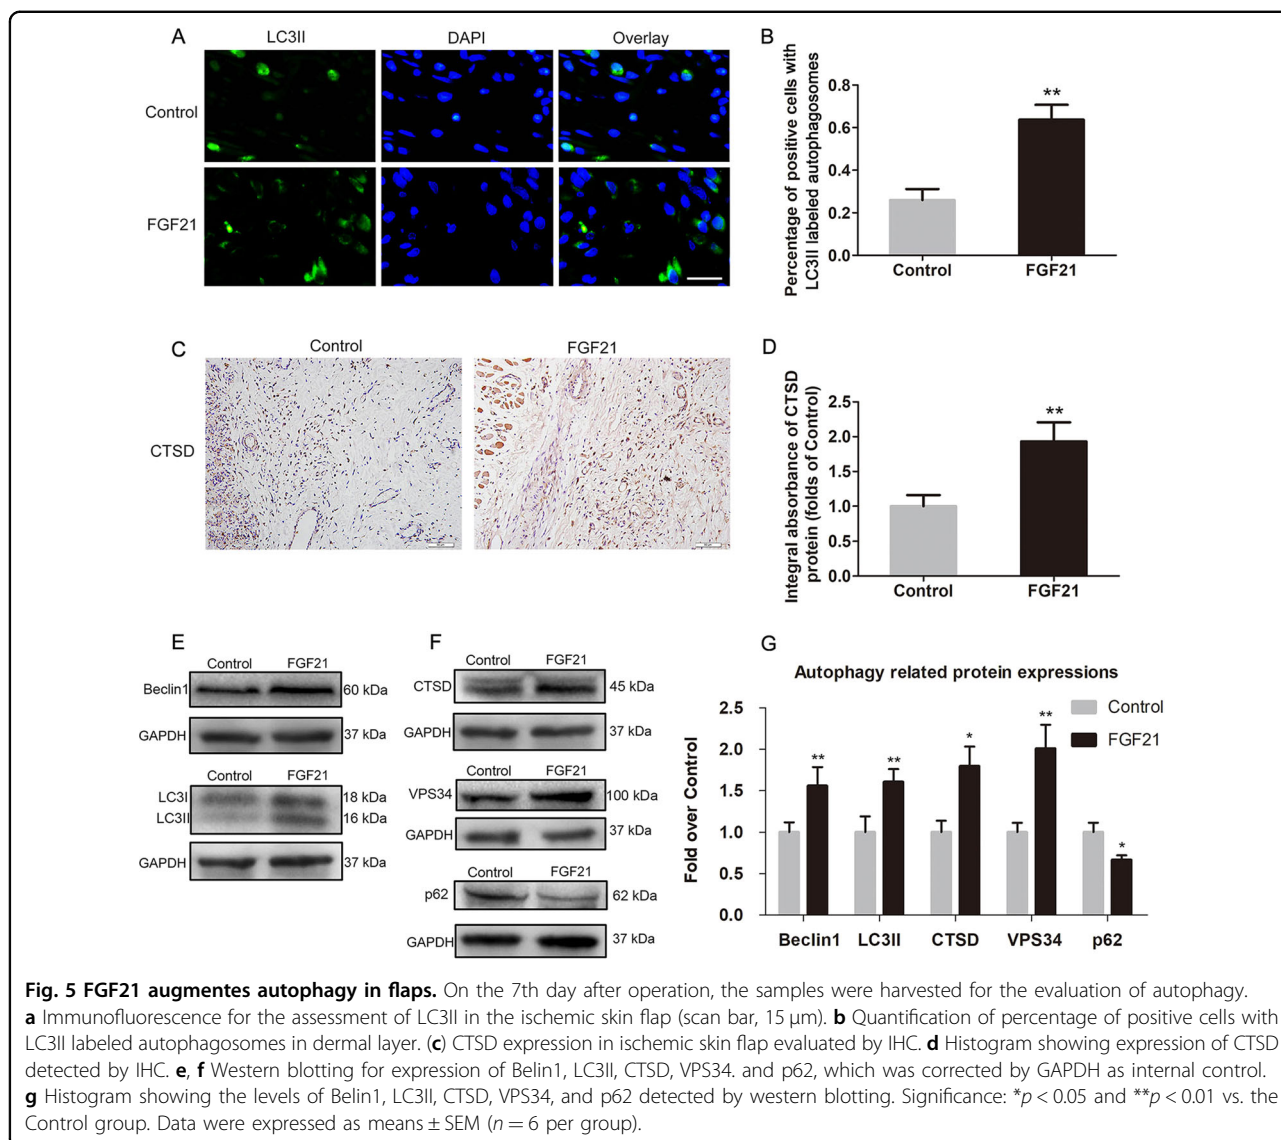 A
LC3II DAPI Overlay
Control
FGF21
B
Percentage of positive cells with
LC3II labeled autophagosomes
0.8
0.6
0.4
0.2
0.0
**
Control FGF21
C
Control FGF21
CTSD
D
Integral absorbance of CTSD
protein (folds of Control)
2.5
2.0
1.5
1.0
0.5
0.0
**
Control FGF21
E
Control FGF21
Beclin1 60 kDa
GAPDH 37 kDa
Control FGF21
LC3I 18 kDa
LC3II 16 kDa
GAPDH 37 kDa
F
Control FGF21
CTSD 45 kDa
GAPDH 37 kDa
Control FGF21
VPS34 100 kDa
GAPDH 37 kDa
Control FGF21
p62 62 kDa
GAPDH 37 kDa
G
Autophagy related protein expressions
Control
FGF21
Fold over Control
2.5
2.0
1.5
1.0
0.5
0.0
** ** * ** *
Beclin1 LC3II CTSD VPS34 p62
Fig. 5 FGF21 augmentes autophagy in flaps. On the 7th day after operation, the samples were harvested for the evaluation of autophagy.
a Immunofluorescence for the assessment of LC3II in the ischemic skin flap (scan bar, 15 μm). b Quantification of percentage of positive cells with
LC3II labeled autophagosomes in dermal layer. (c) CTSD expression in ischemic skin flap evaluated by IHC. d Histogram showing expression of CTSD
detected by IHC. e, f Western blotting for expression of Belin1, LC3II, CTSD, VPS34. and p62, which was corrected by GAPDH as internal control.
g Histogram showing the levels of Belin1, LC3II, CTSD, VPS34, and p62 detected by western blotting. Significance: *p < 0.05 and **p < 0.01 vs. the
Control group. Data were expressed as means ± SEM (n = 6 per group).